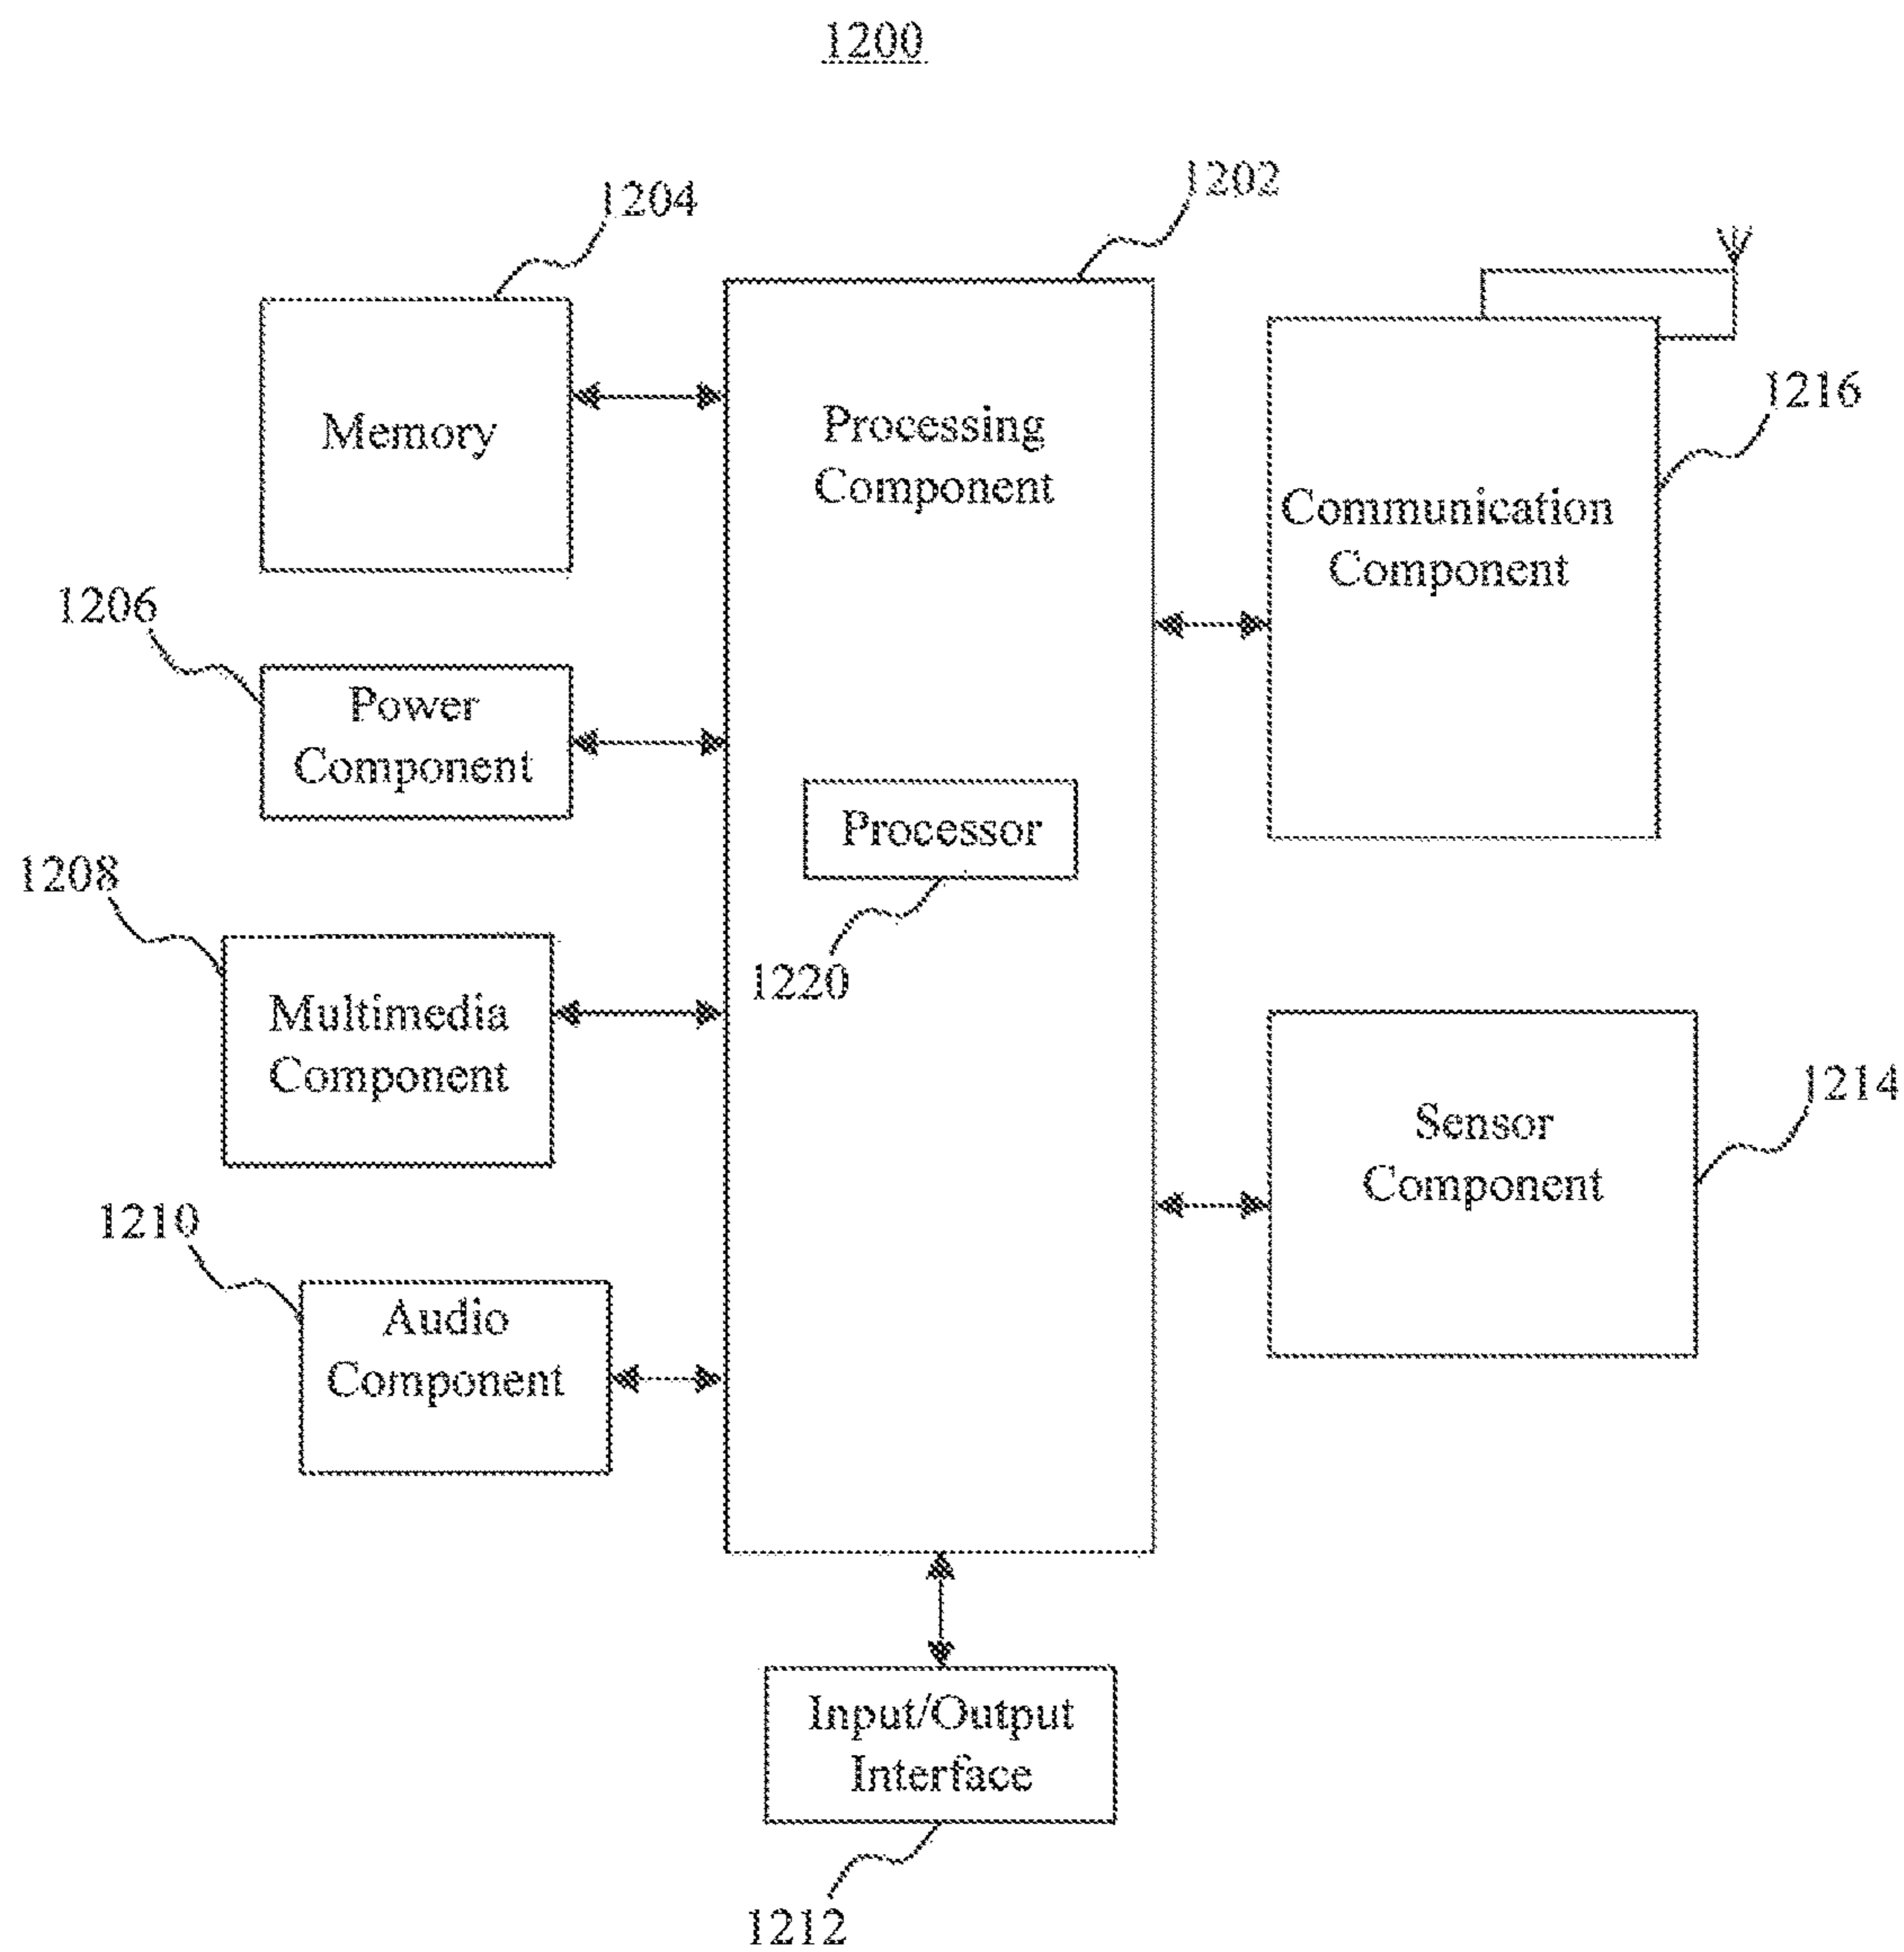 1200
1204
1202
1216
Memory
Processing
Component
Communication
Component
1206
Power
Component
Processor
1220
1208
Multimedia
Component
1214
Sensor
Component
1210
Audio
Component
Input/Output
Interface
1212